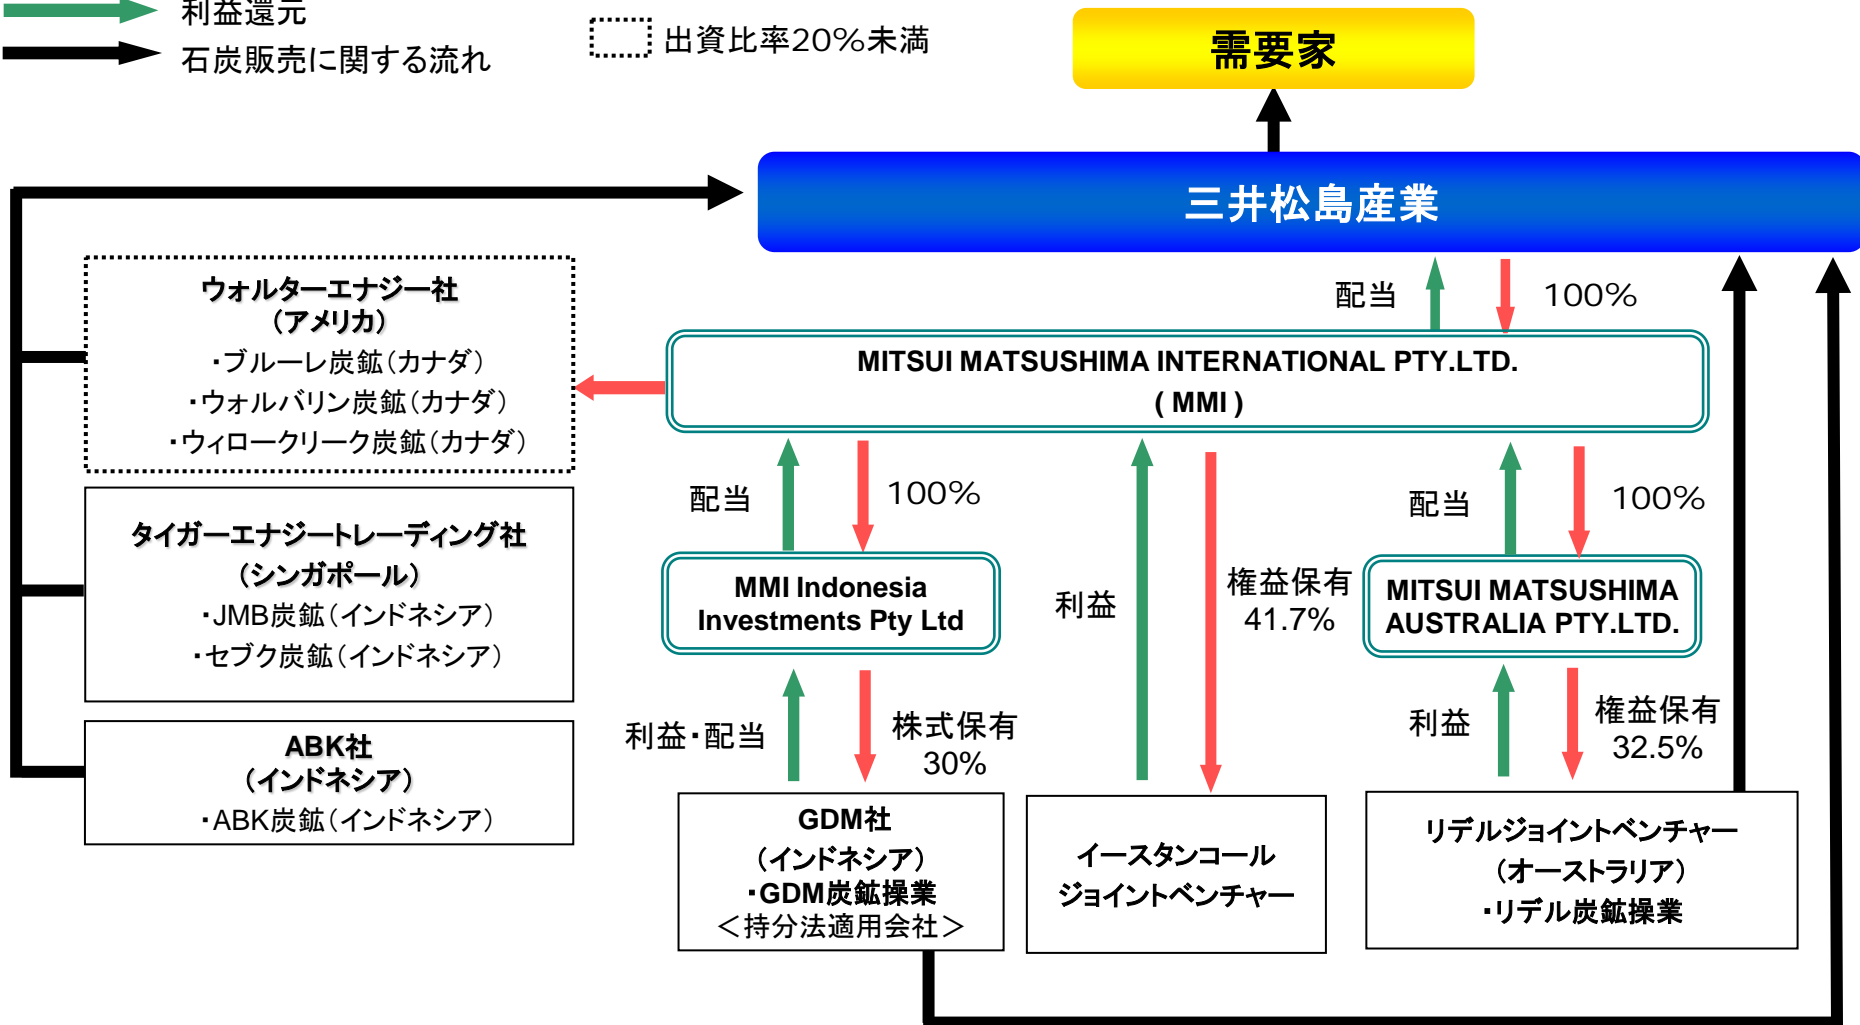 利益還元
石炭販売に関する流れ
出資比率20%未満
需要家
三井松島産業
配当
100%
ウォルターエナジー社
（アメリカ）
・ブルーレ炭鉱（カナダ）
・ウォルバリン炭鉱（カナダ）
・ウィロークリーク炭鉱（カナダ）
MITSUI MATSUSHIMA INTERNATIONAL PTY.LTD.
( MMI )
配当
100%
配当
100%
タイガーエナジートレーディング社
（シンガポール）
・JMB炭鉱（インドネシア）
・セブク炭鉱（インドネシア）
MMI Indonesia
Investments Pty Ltd
利益
権益保有
41.7%
MITSUI MATSUSHIMA
AUSTRALIA PTY.LTD.
ABK社
（インドネシア）
・ABK炭鉱（インドネシア）
利益・配当
株式保有
30%
利益
権益保有
32.5%
GDM社
（インドネシア）
・GDM炭鉱操業
＜持分法適用会社＞
イースタンコール
ジョイントベンチャー
リデルジョイントベンチャー
（オーストラリア）
・リデル炭鉱操業